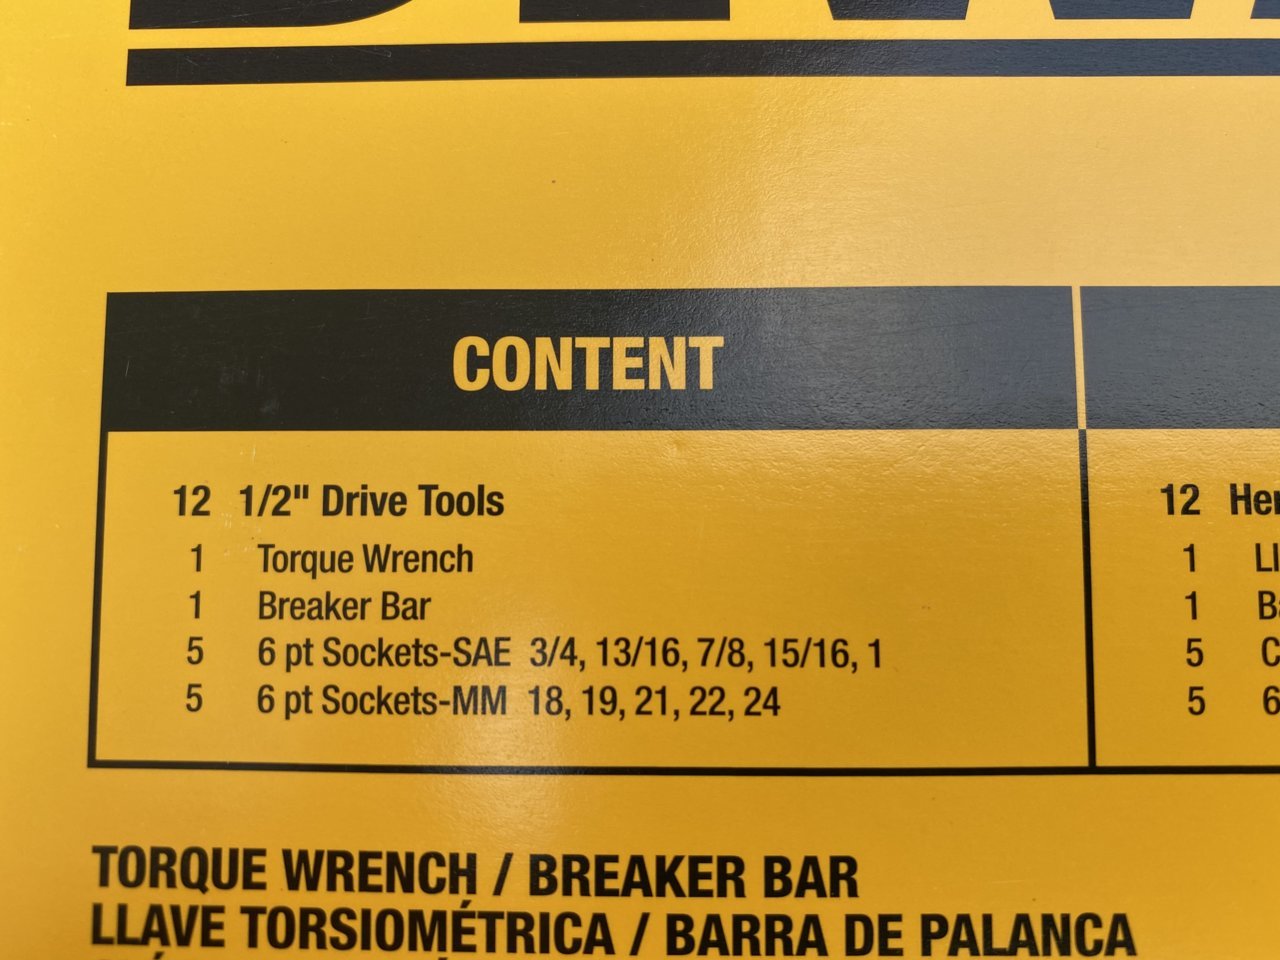 CONTENT
12 1/2" Drive Tools
1 Torque Wrench
1 Breaker Bar
5 6 pt Sockets-SAE 3/4, 13/16, 7/8, 15/16, 1
5 6 pt Sockets-MM 18, 19, 21, 22, 24
12
1
1
5
5 6
TORQUE WRENCH / BREAKER BAR
LLAVE TORSIOMÉTRICA / BARRA DE PALANCA